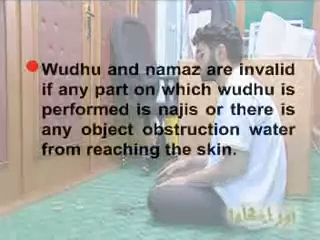 Wudhu and namaz are invalid
if any part on which wudhu is
performed is najis or there is
any object obstruction water
from reaching the skin.